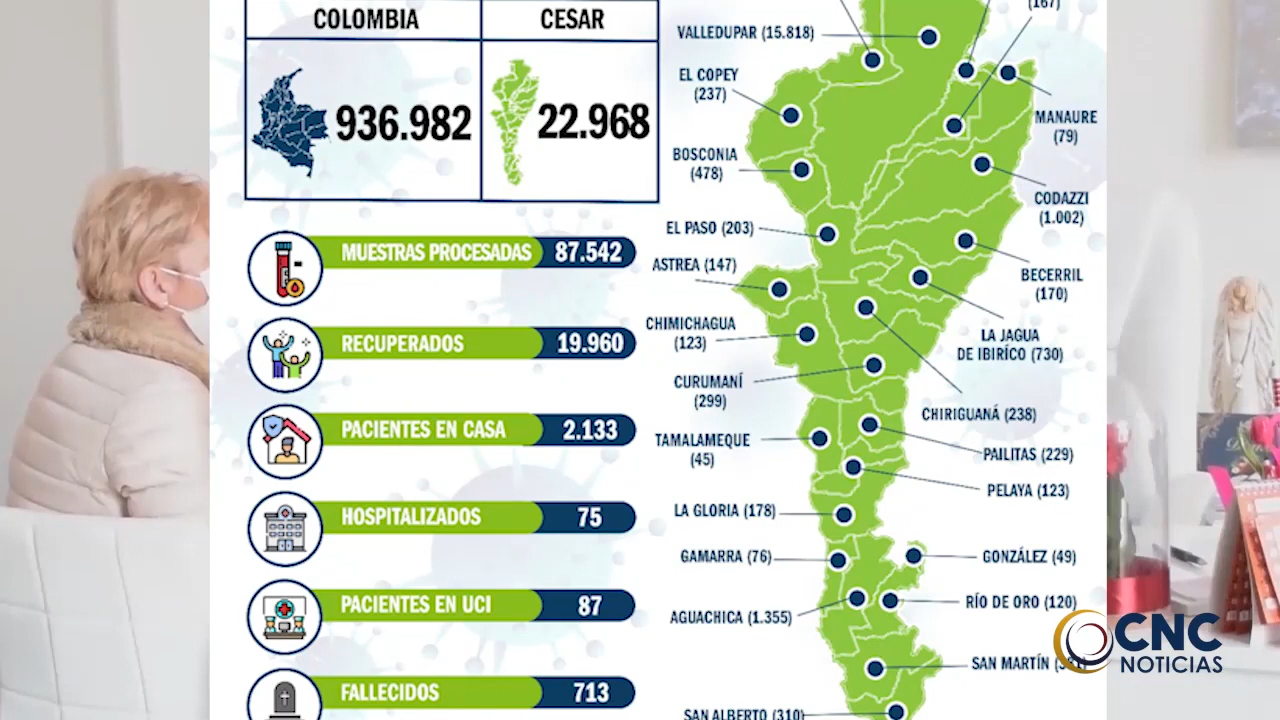 COLOMBIA
CESAR
936.982
22.968
MUESTRAS PROCESADAS
87.542
RECUPERADOS
19.960
PACIENTES EN CASA
2.133
HOSPITALIZADOS
75
PACIENTES EN UCI
87
FALLECIDOS
713
(167)
VALLEDUPAR (15.818)
EL COPEY
(237)
MANAURE
(79)
BOSCONIA
(478)
CODAZZI
(1.002)
EL PASO (203)
ASTREA (147)
BECERRIL
(170)
CHIMICHAGUA
(123)
LA JAGUA
DE IBIRÍCO (730)
CURUMANÍ
(299)
CHIRIGUANÁ (238)
TAMALAMEQUE
(45)
PAILITAS (229)
PELAYA (123)
LA GLORIA (178)
GAMARRA (76)
GONZÁLEZ (49)
RÍO DE ORO (120)
AGUACHICA (1.355)
SAN MARTÍN
SAN ALBERTO (310)
CNC
NOTICIAS